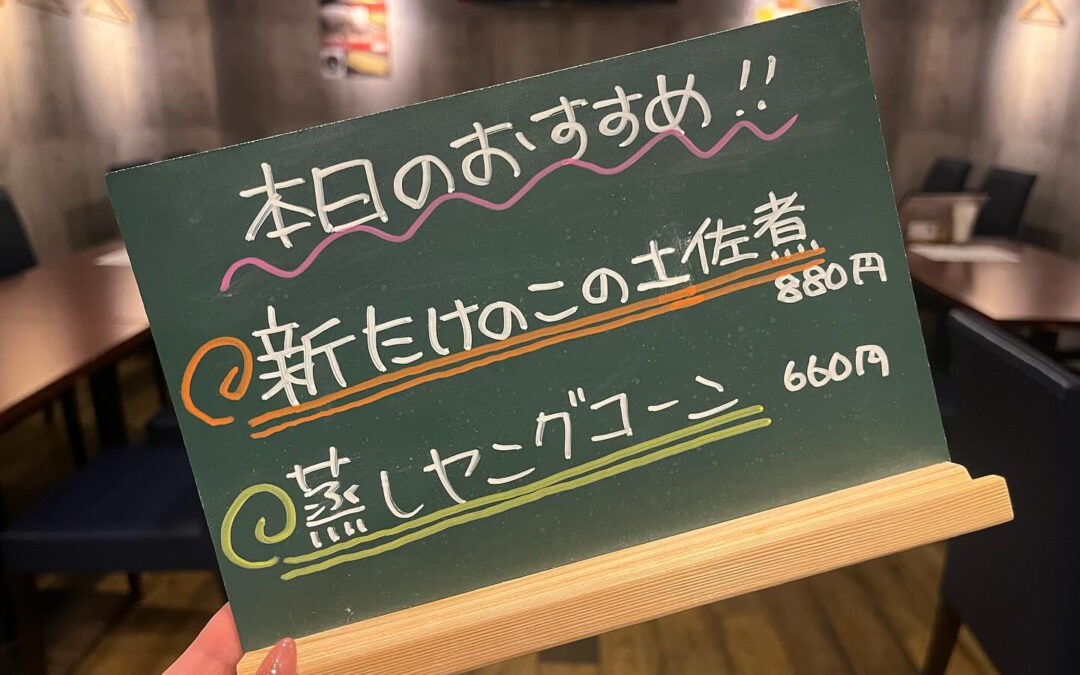 本日のおすすめ!!
新たけのこの土佐煮
880円
蒸しヤングコーン
660円